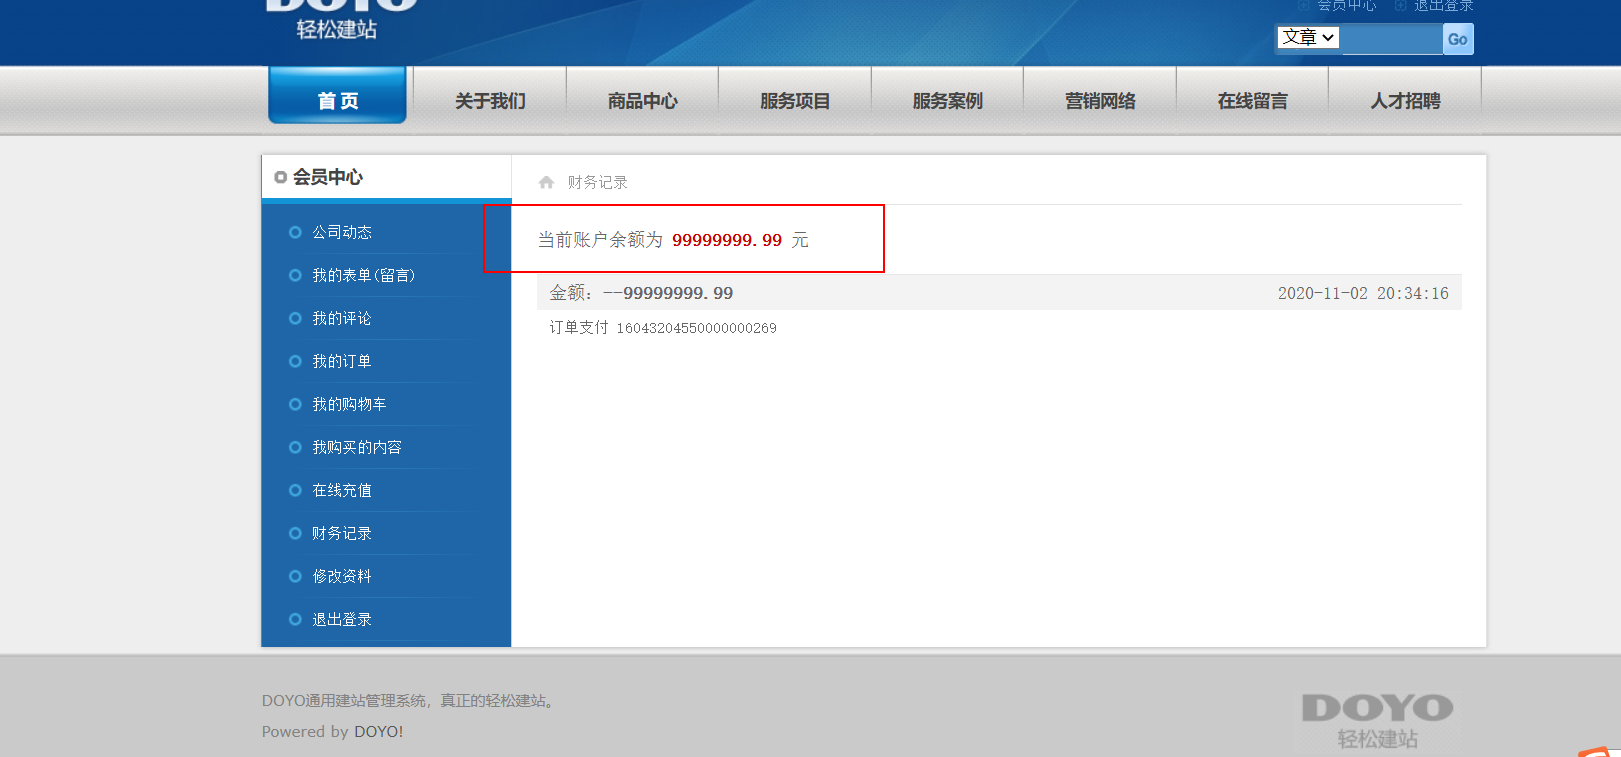 DOYO
轻松建站
会员中心 退出登录
文章 Go
首 页 关于我们 商品中心 服务项目 服务案例 营销网络 在线留言 人才招聘
会员中心
公司动态
我的表单(留言)
我的评论
我的订单
我的购物车
我购买的内容
在线充值
财务记录
修改资料
退出登录
财务记录
当前账户余额为 99999999.99 元
金额：--99999999.99 2020-11-02 20:34:16
订单支付 16043204550000000269
DOYO通用建站管理系统，真正的轻松建站。
Powered by DOYO!
DOYO
轻松建站